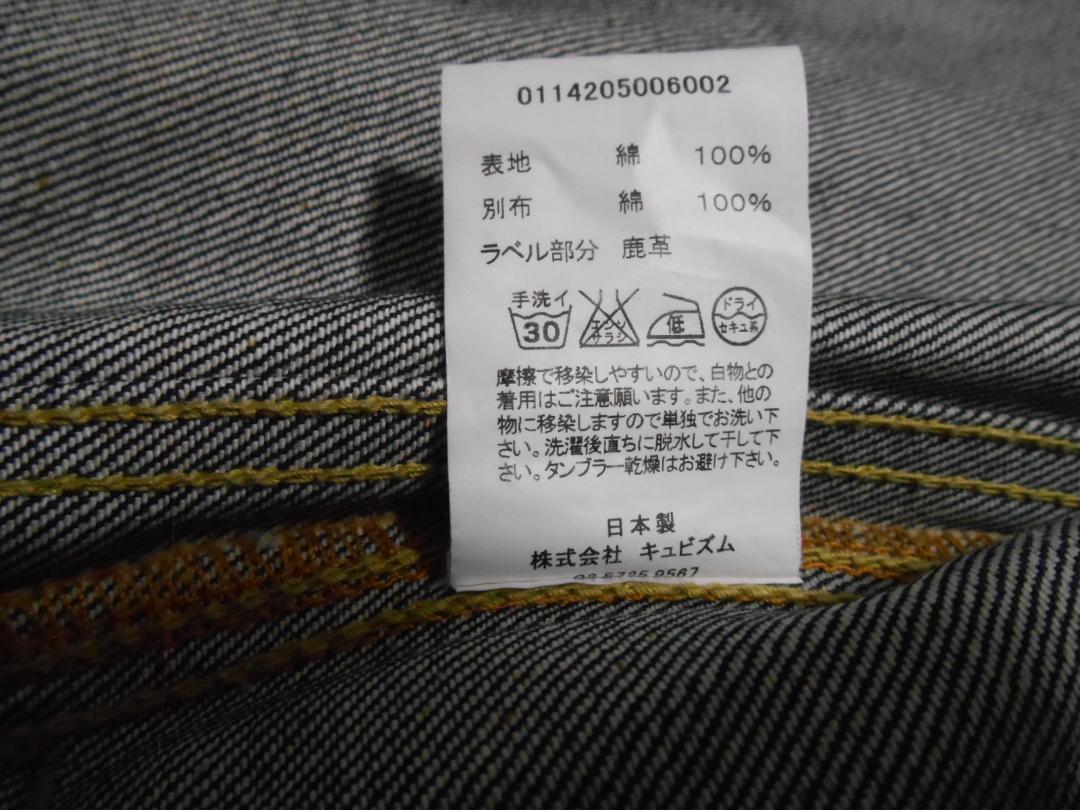 0114205006002
表地 綿 100%
別布 綿 100%
ラベル部分 鹿革
手洗イ
30
エンソ
サラシ
低
ドライ
セキユ系
摩擦で移染しやすいので、白物との
着用はご注意願います。また、他の
物に移染しますので単独でお洗い下
さい。洗濯後直ちに脱水して干して下
さい。タンブラー乾燥はお避け下さい。
日本製
株式会社 キュビズム
03 5725 9567